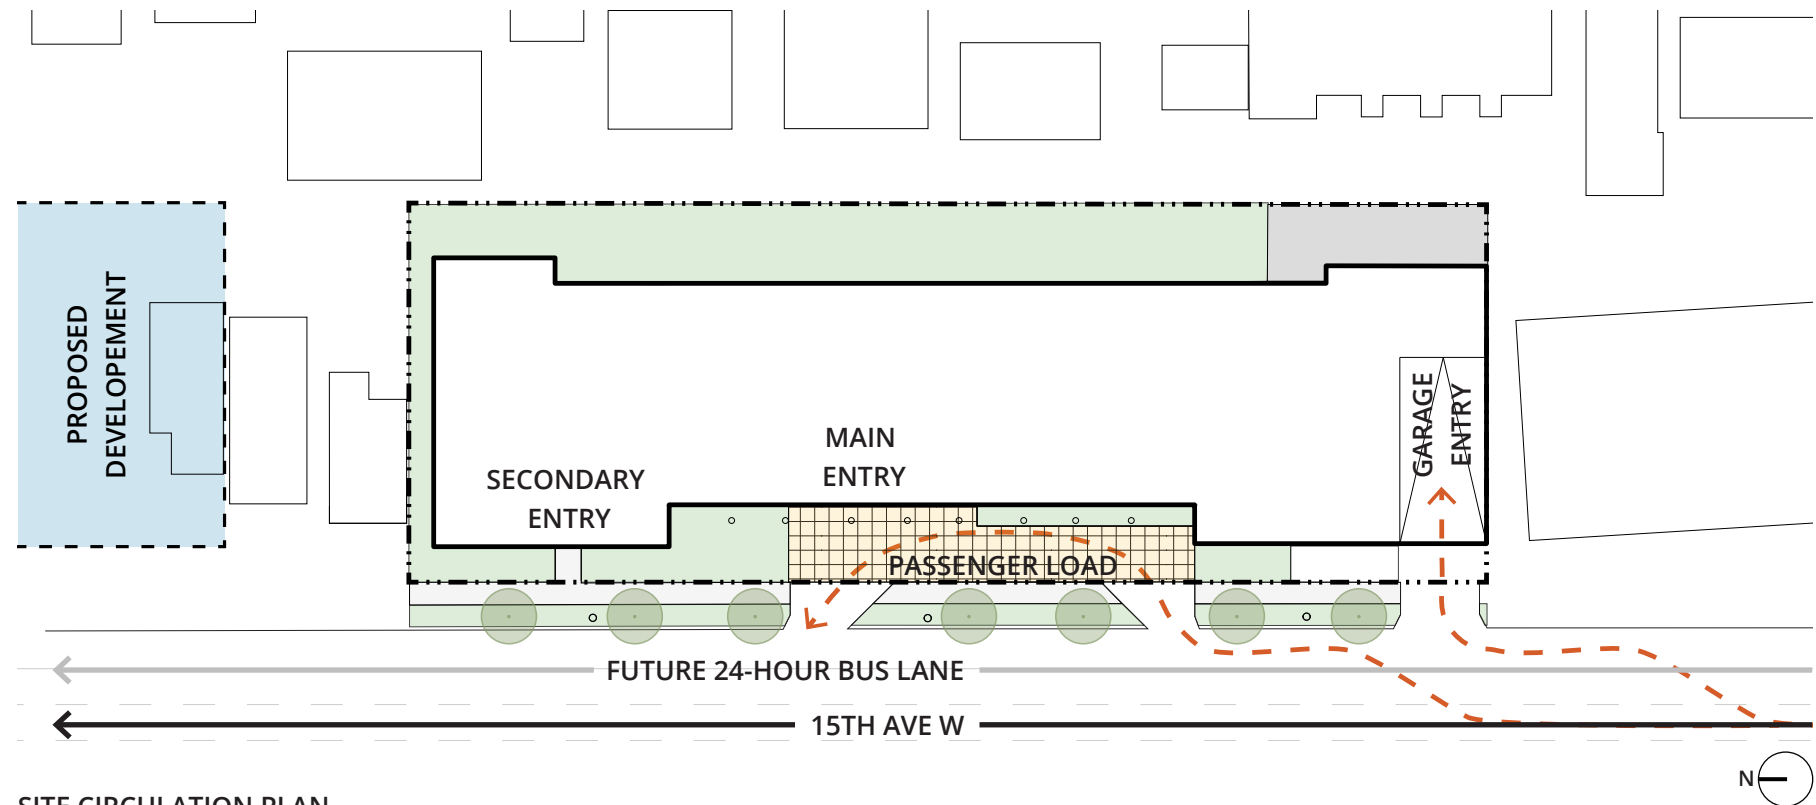 PROPOSED
DEVELOPEMENT
SECONDARY
ENTRY
MAIN
ENTRY
GARAGE
ENTRY
PASSENGER LOAD
FUTURE 24-HOUR BUS LANE
15TH AVE W
N
SITE CIRCULATION PLAN